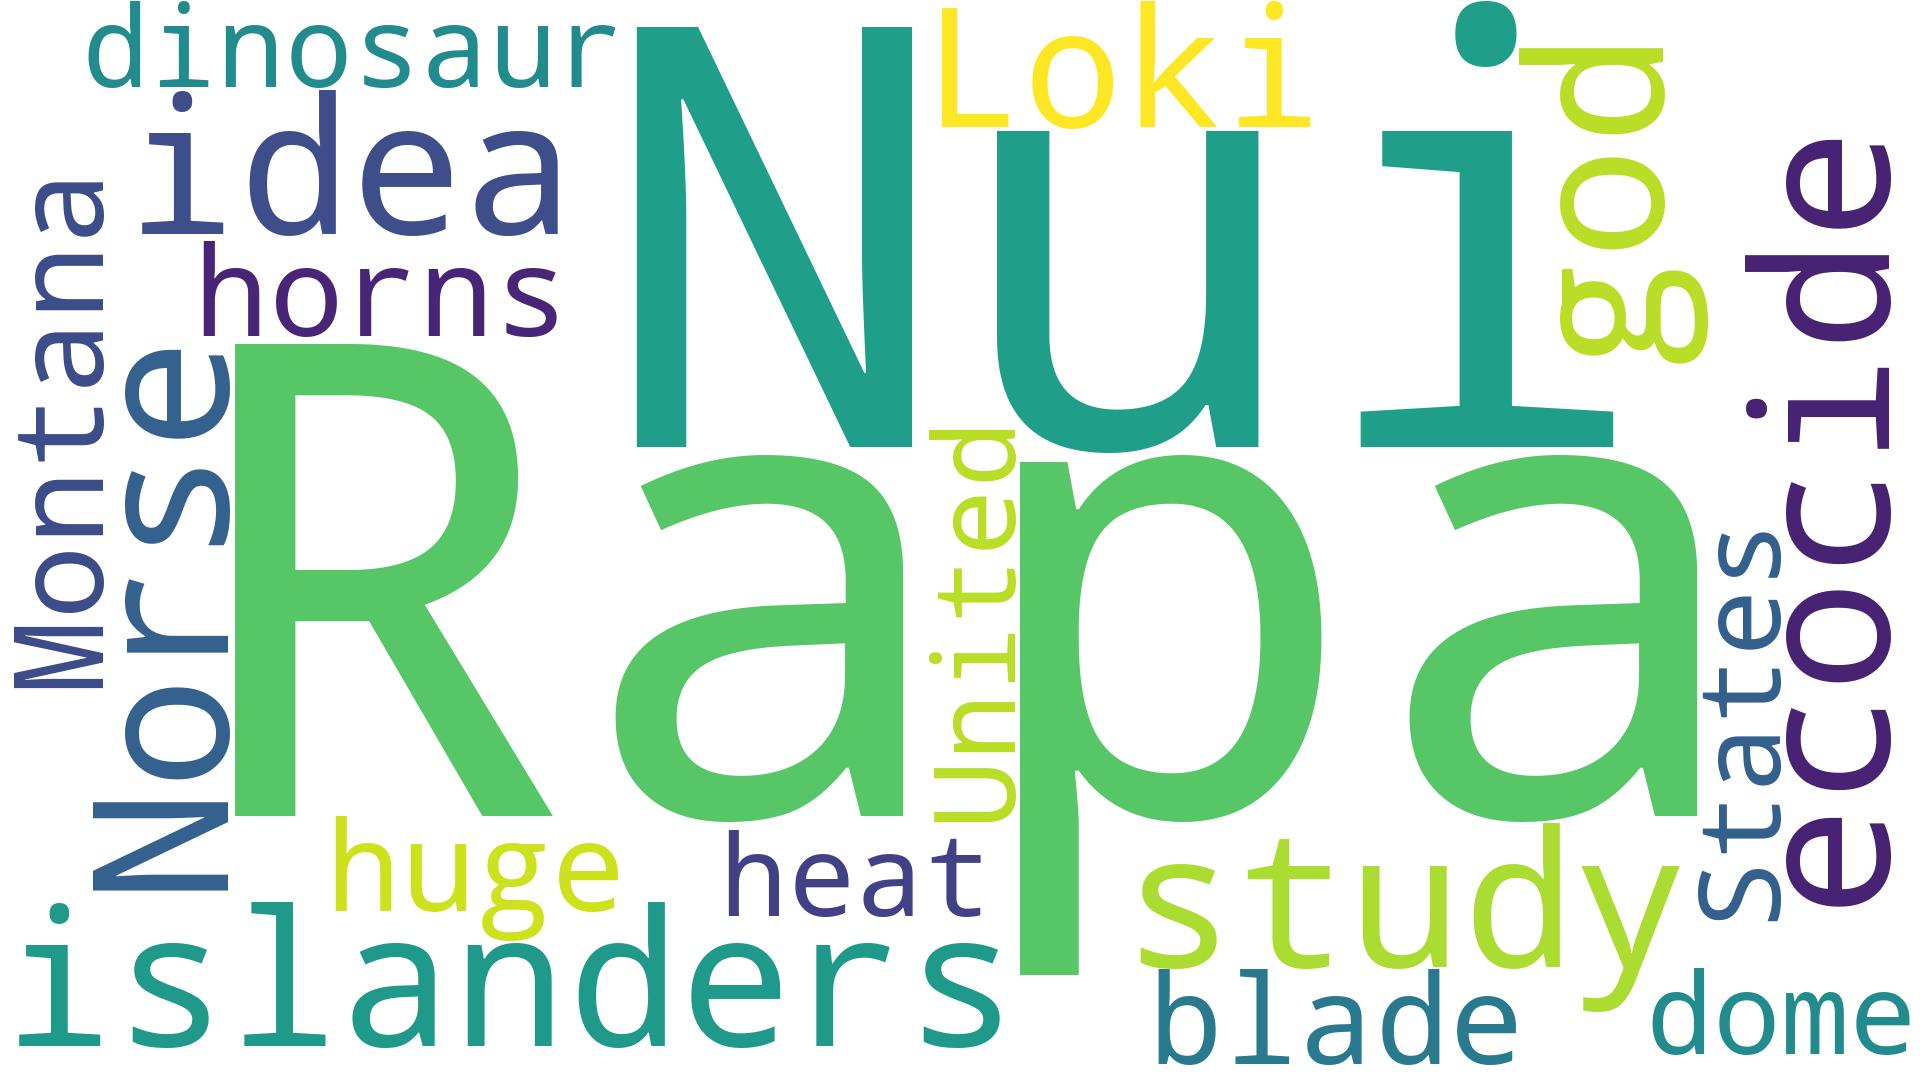 dinosaur
Loki
Nui
god
idea
horns
Montana
Norse
ecocide
Rapa
United
States
huge
heat
study
islanders
blade
dome